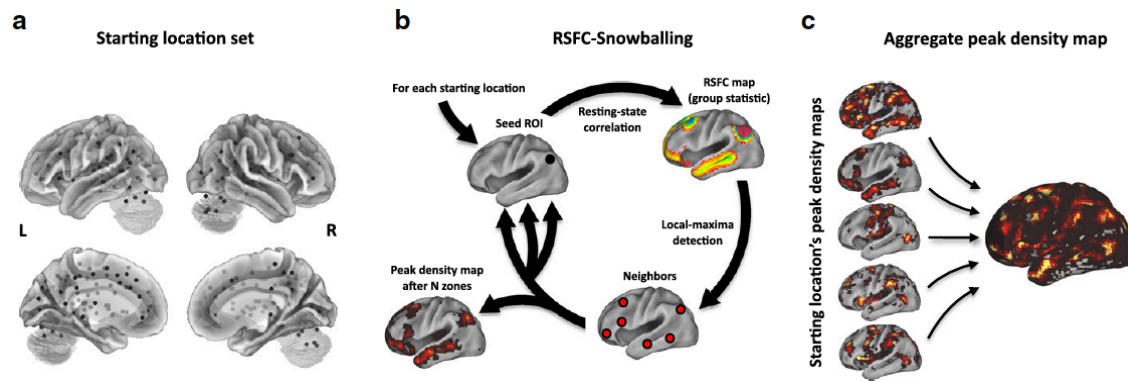 a
Starting location set
L
R
b
RSFC-Snowballing
For each starting location
Seed ROI
Resting-state
correlation
RSFC map
(group statistic)
Local-maxima
detection
Neighbors
Peak density map
after N zones
c
Aggregate peak density map
Starting location's peak density maps